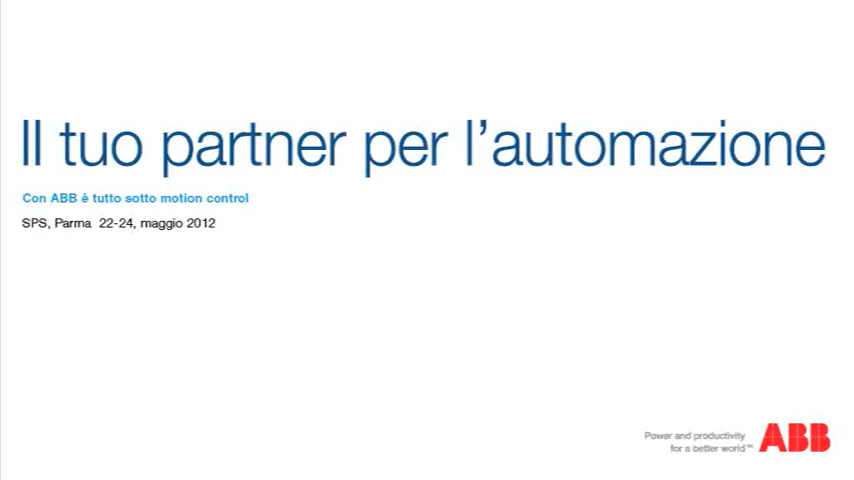 Il tuo partner per l’automazione
Con ABB è tutto sotto motion control
SPS, Parma 22-24, maggio 2012
Power and productivity
for a better world™
ABB